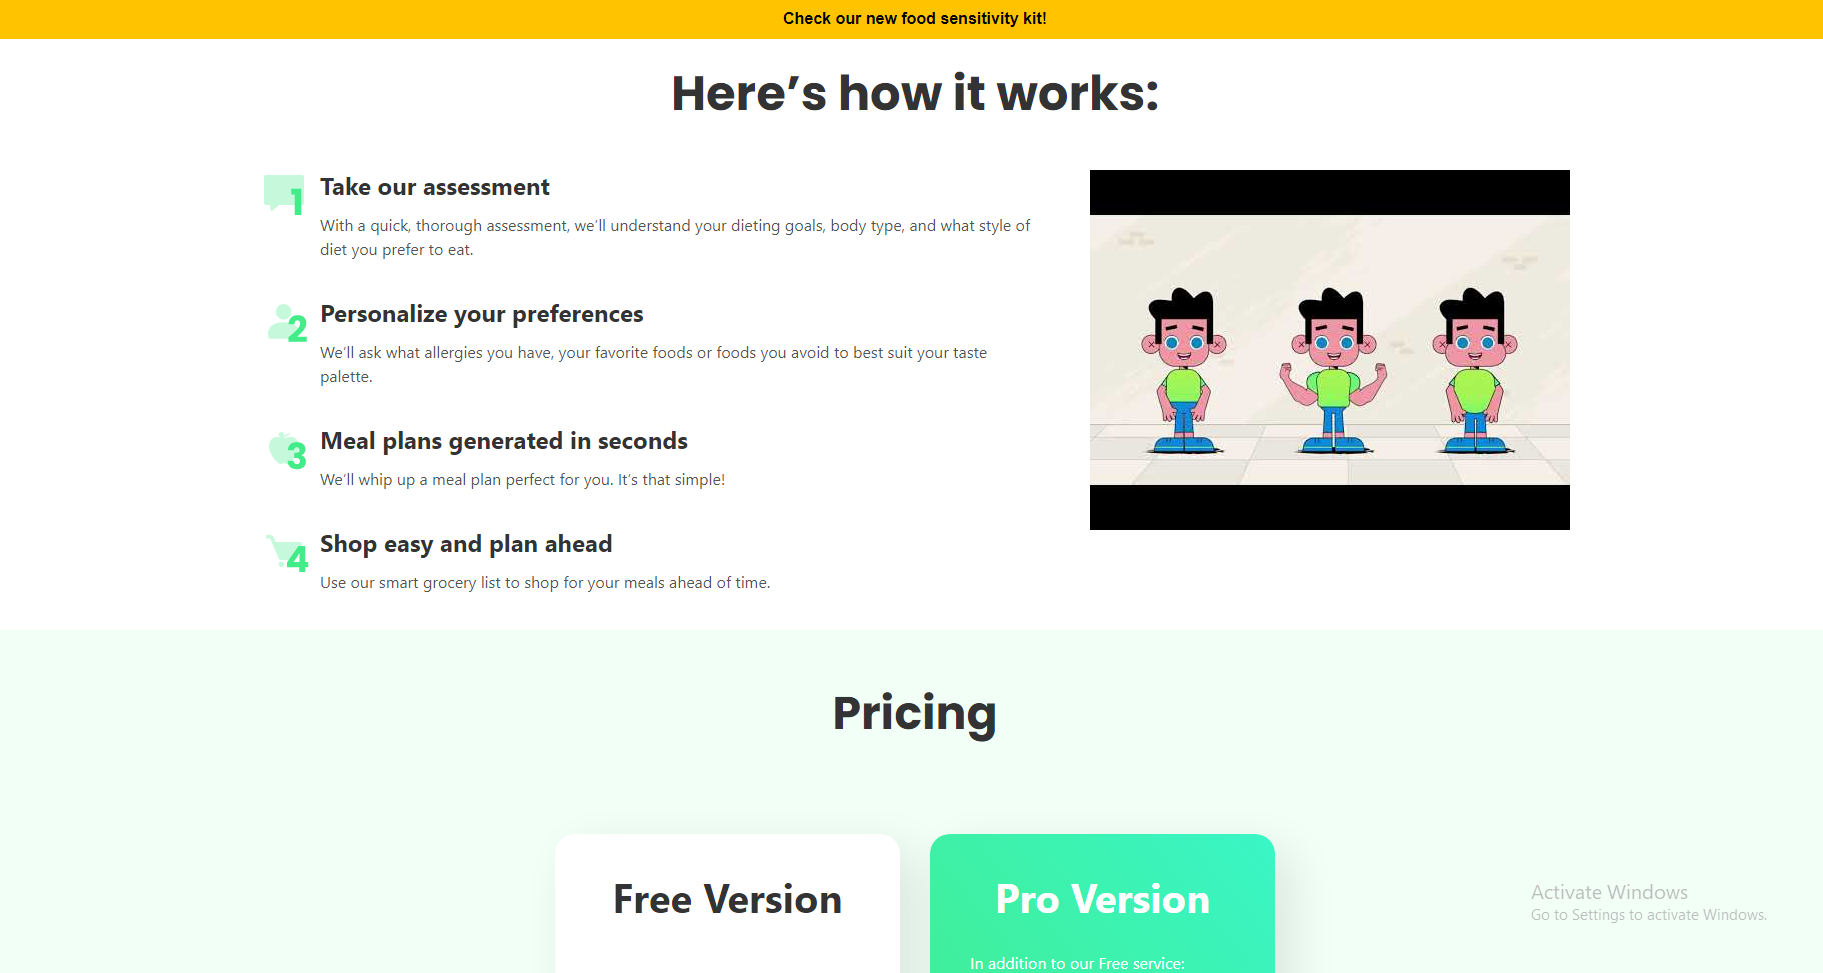 Check our new food sensitivity kit!
Here’s how it works:
1
Take our assessment
With a quick, thorough assessment, we’ll understand your dieting goals, body type, and what style of
diet you prefer to eat.
2
Personalize your preferences
We’ll ask what allergies you have, your favorite foods or foods you avoid to best suit your taste
palette.
3
Meal plans generated in seconds
We’ll whip up a meal plan perfect for you. It’s that simple!
4
Shop easy and plan ahead
Use our smart grocery list to shop for your meals ahead of time.
Pricing
Free Version
Pro Version
In addition to our Free service:
Activate Windows
Go to Settings to activate Windows.